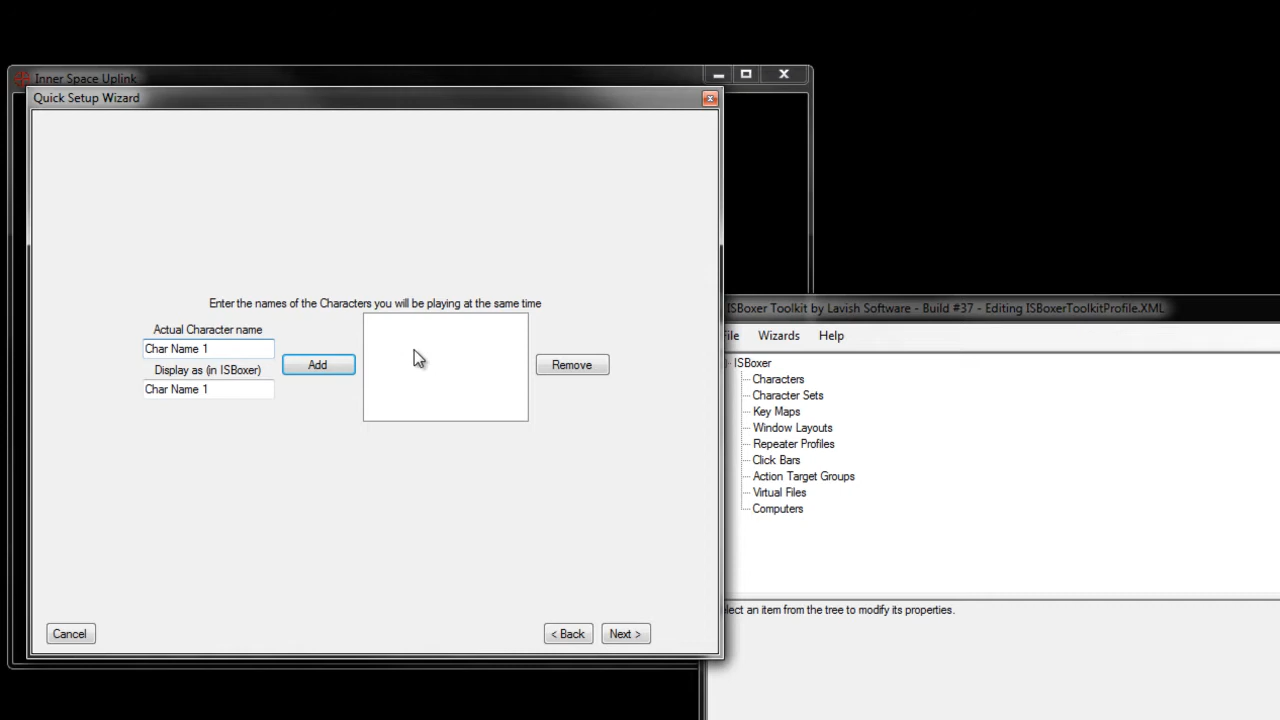 Inner Space Uplink
Quick Setup Wizard
Enter the names of the Characters you will be playing at the same time
Actual Character name
Char Name 1
Display as (in ISBoxer)
Char Name 1
Add
Remove
Cancel
< Back
Next >
ISBoxer Toolkit by Lavish Software - Build #37 - Editing ISBoxerToolkitProfile.XML
ile Wizards Help
ISBoxer
Characters
Character Sets
Key Maps
Window Layouts
Repeater Profiles
Click Bars
Action Target Groups
Virtual Files
Computers
lect an item from the tree to modify its properties.